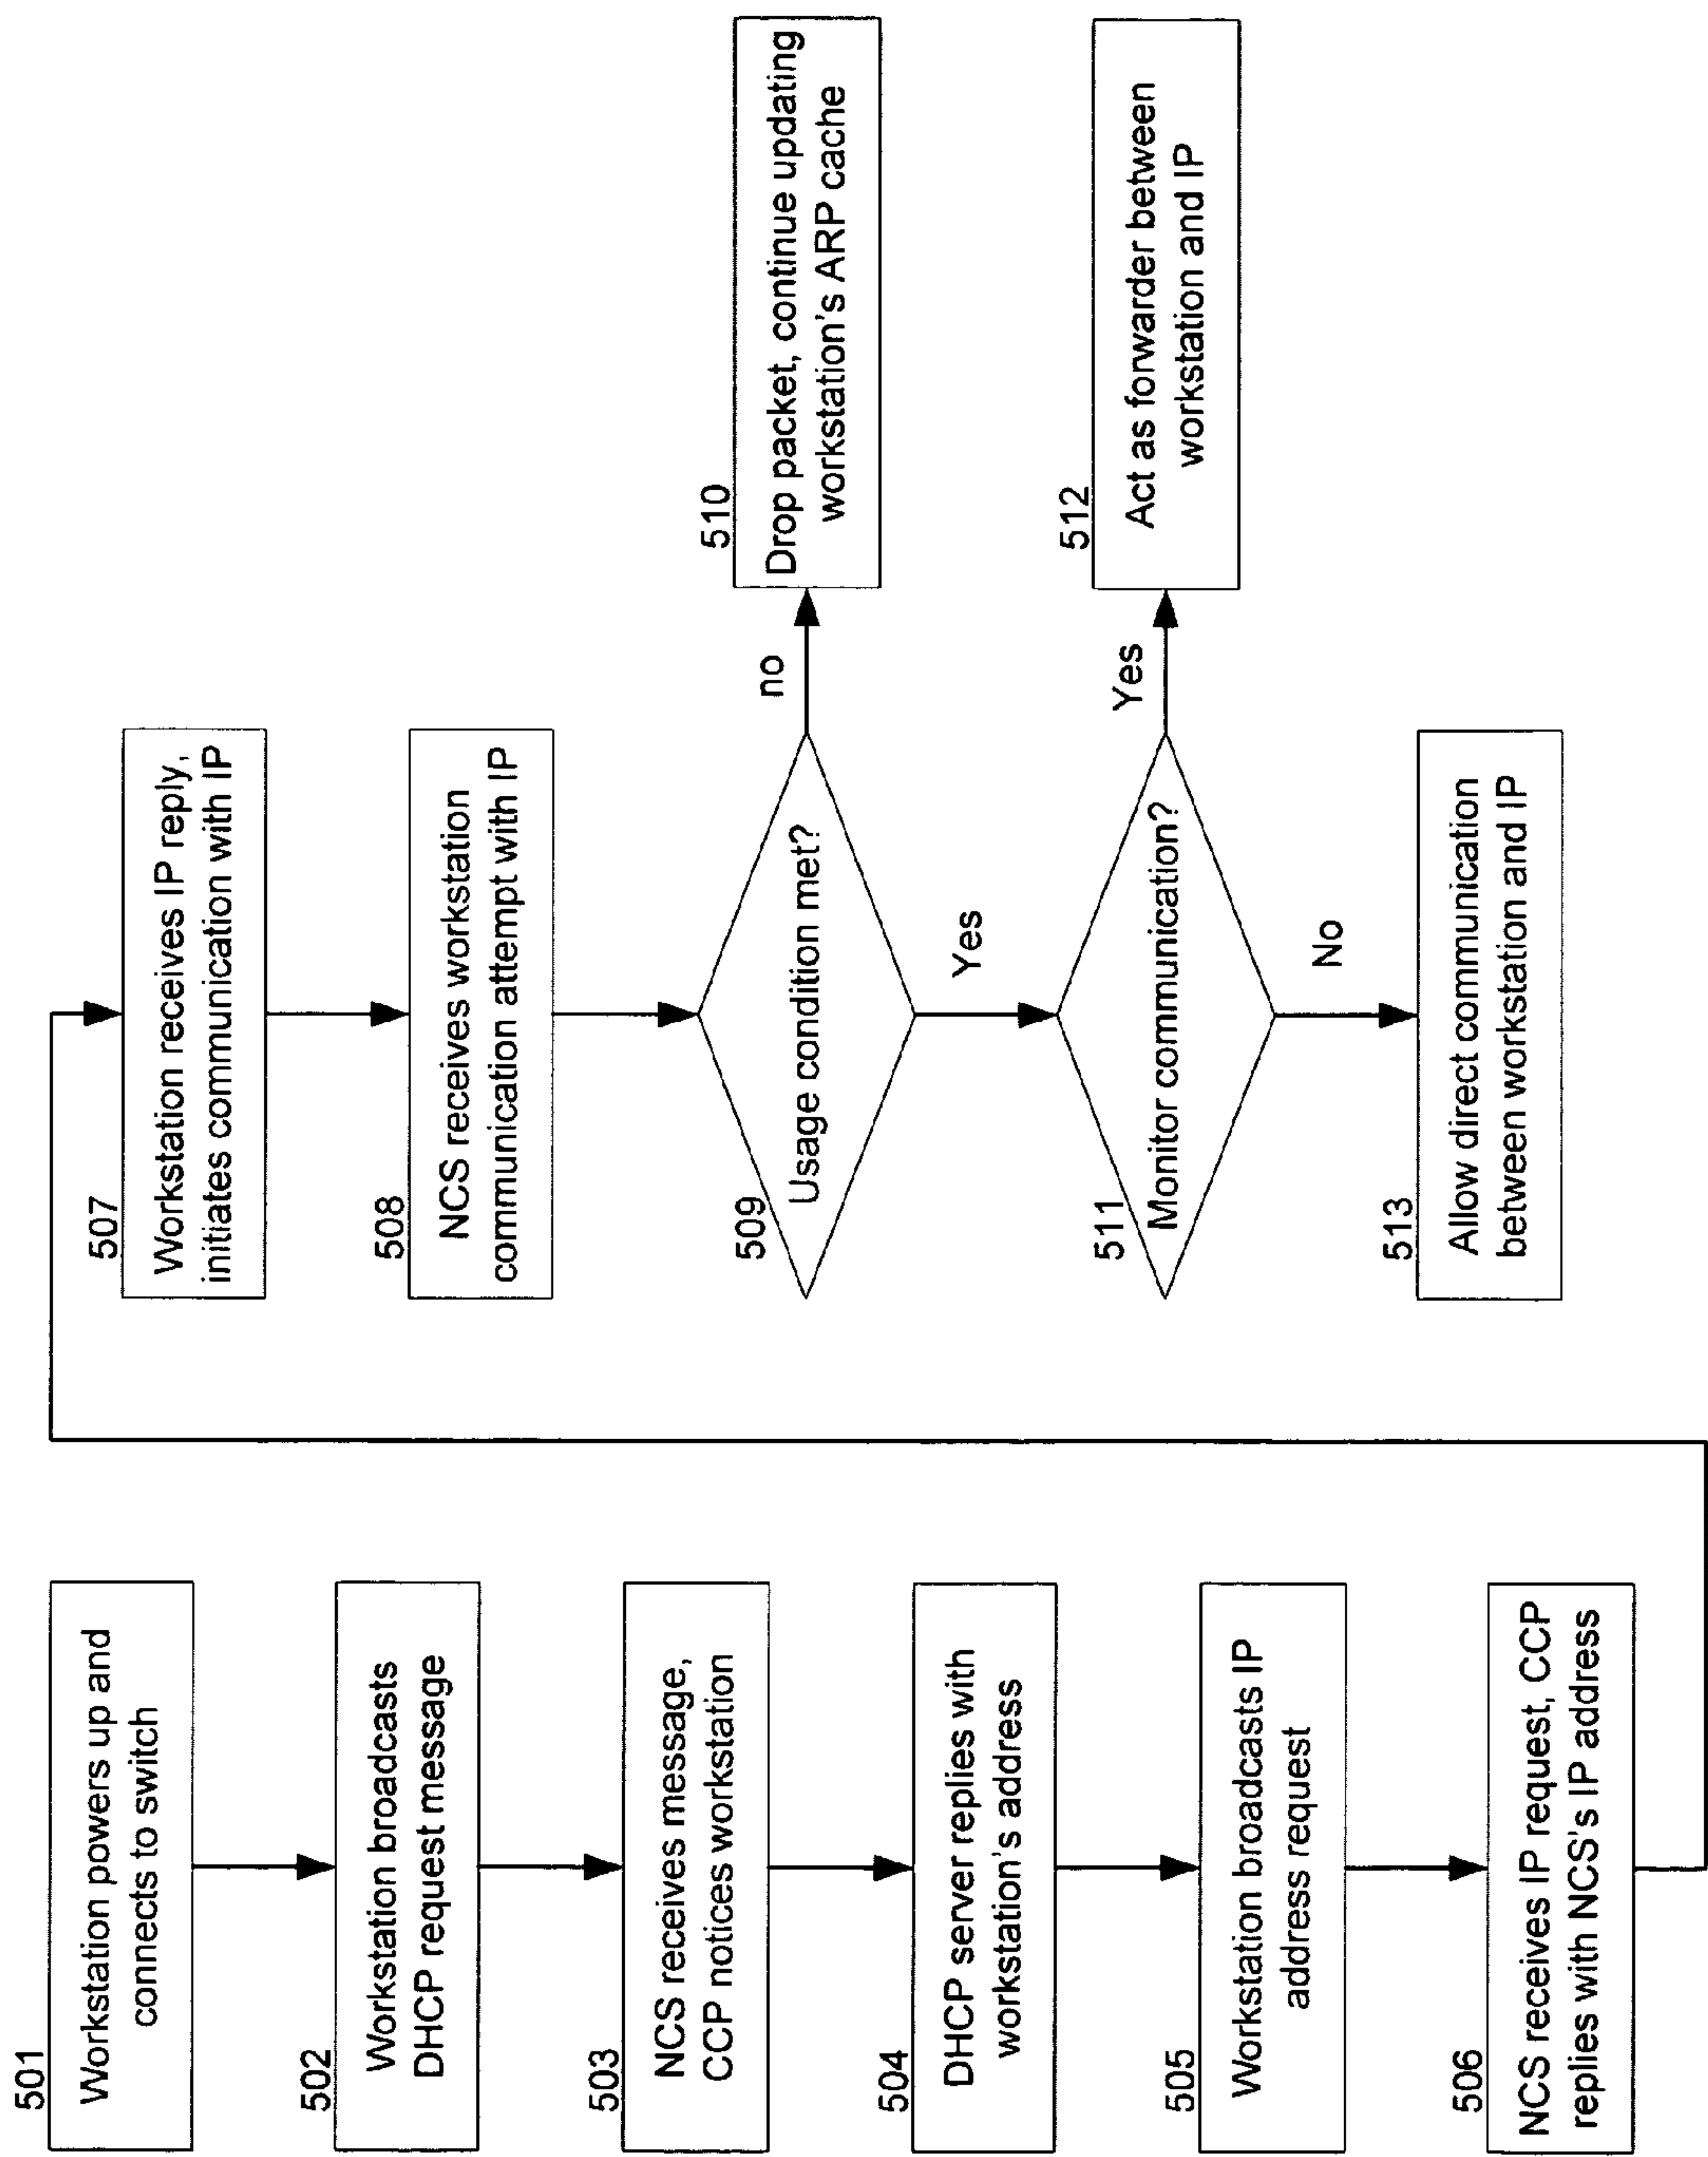 501
Workstation powers up and
connects to switch
502
Workstation broadcasts
DHCP request message
503
NCS receives message,
CCP notices workstation
504
DHCP server replies with
workstation's address
505
Workstation broadcasts IP
address request
506
NCS receives IP request, CCP
replies with NCS's IP address
507
Workstation receives IP reply,
initiates communication with IP
508
NCS receives workstation
communication attempt with IP
509
Usage condition met?
no
510
Drop packet, continue updating
workstation's ARP cache
Yes
511
Monitor communication?
Yes
512
Act as forwarder between
workstation and IP
No
513
Allow direct communication
between workstation and IP